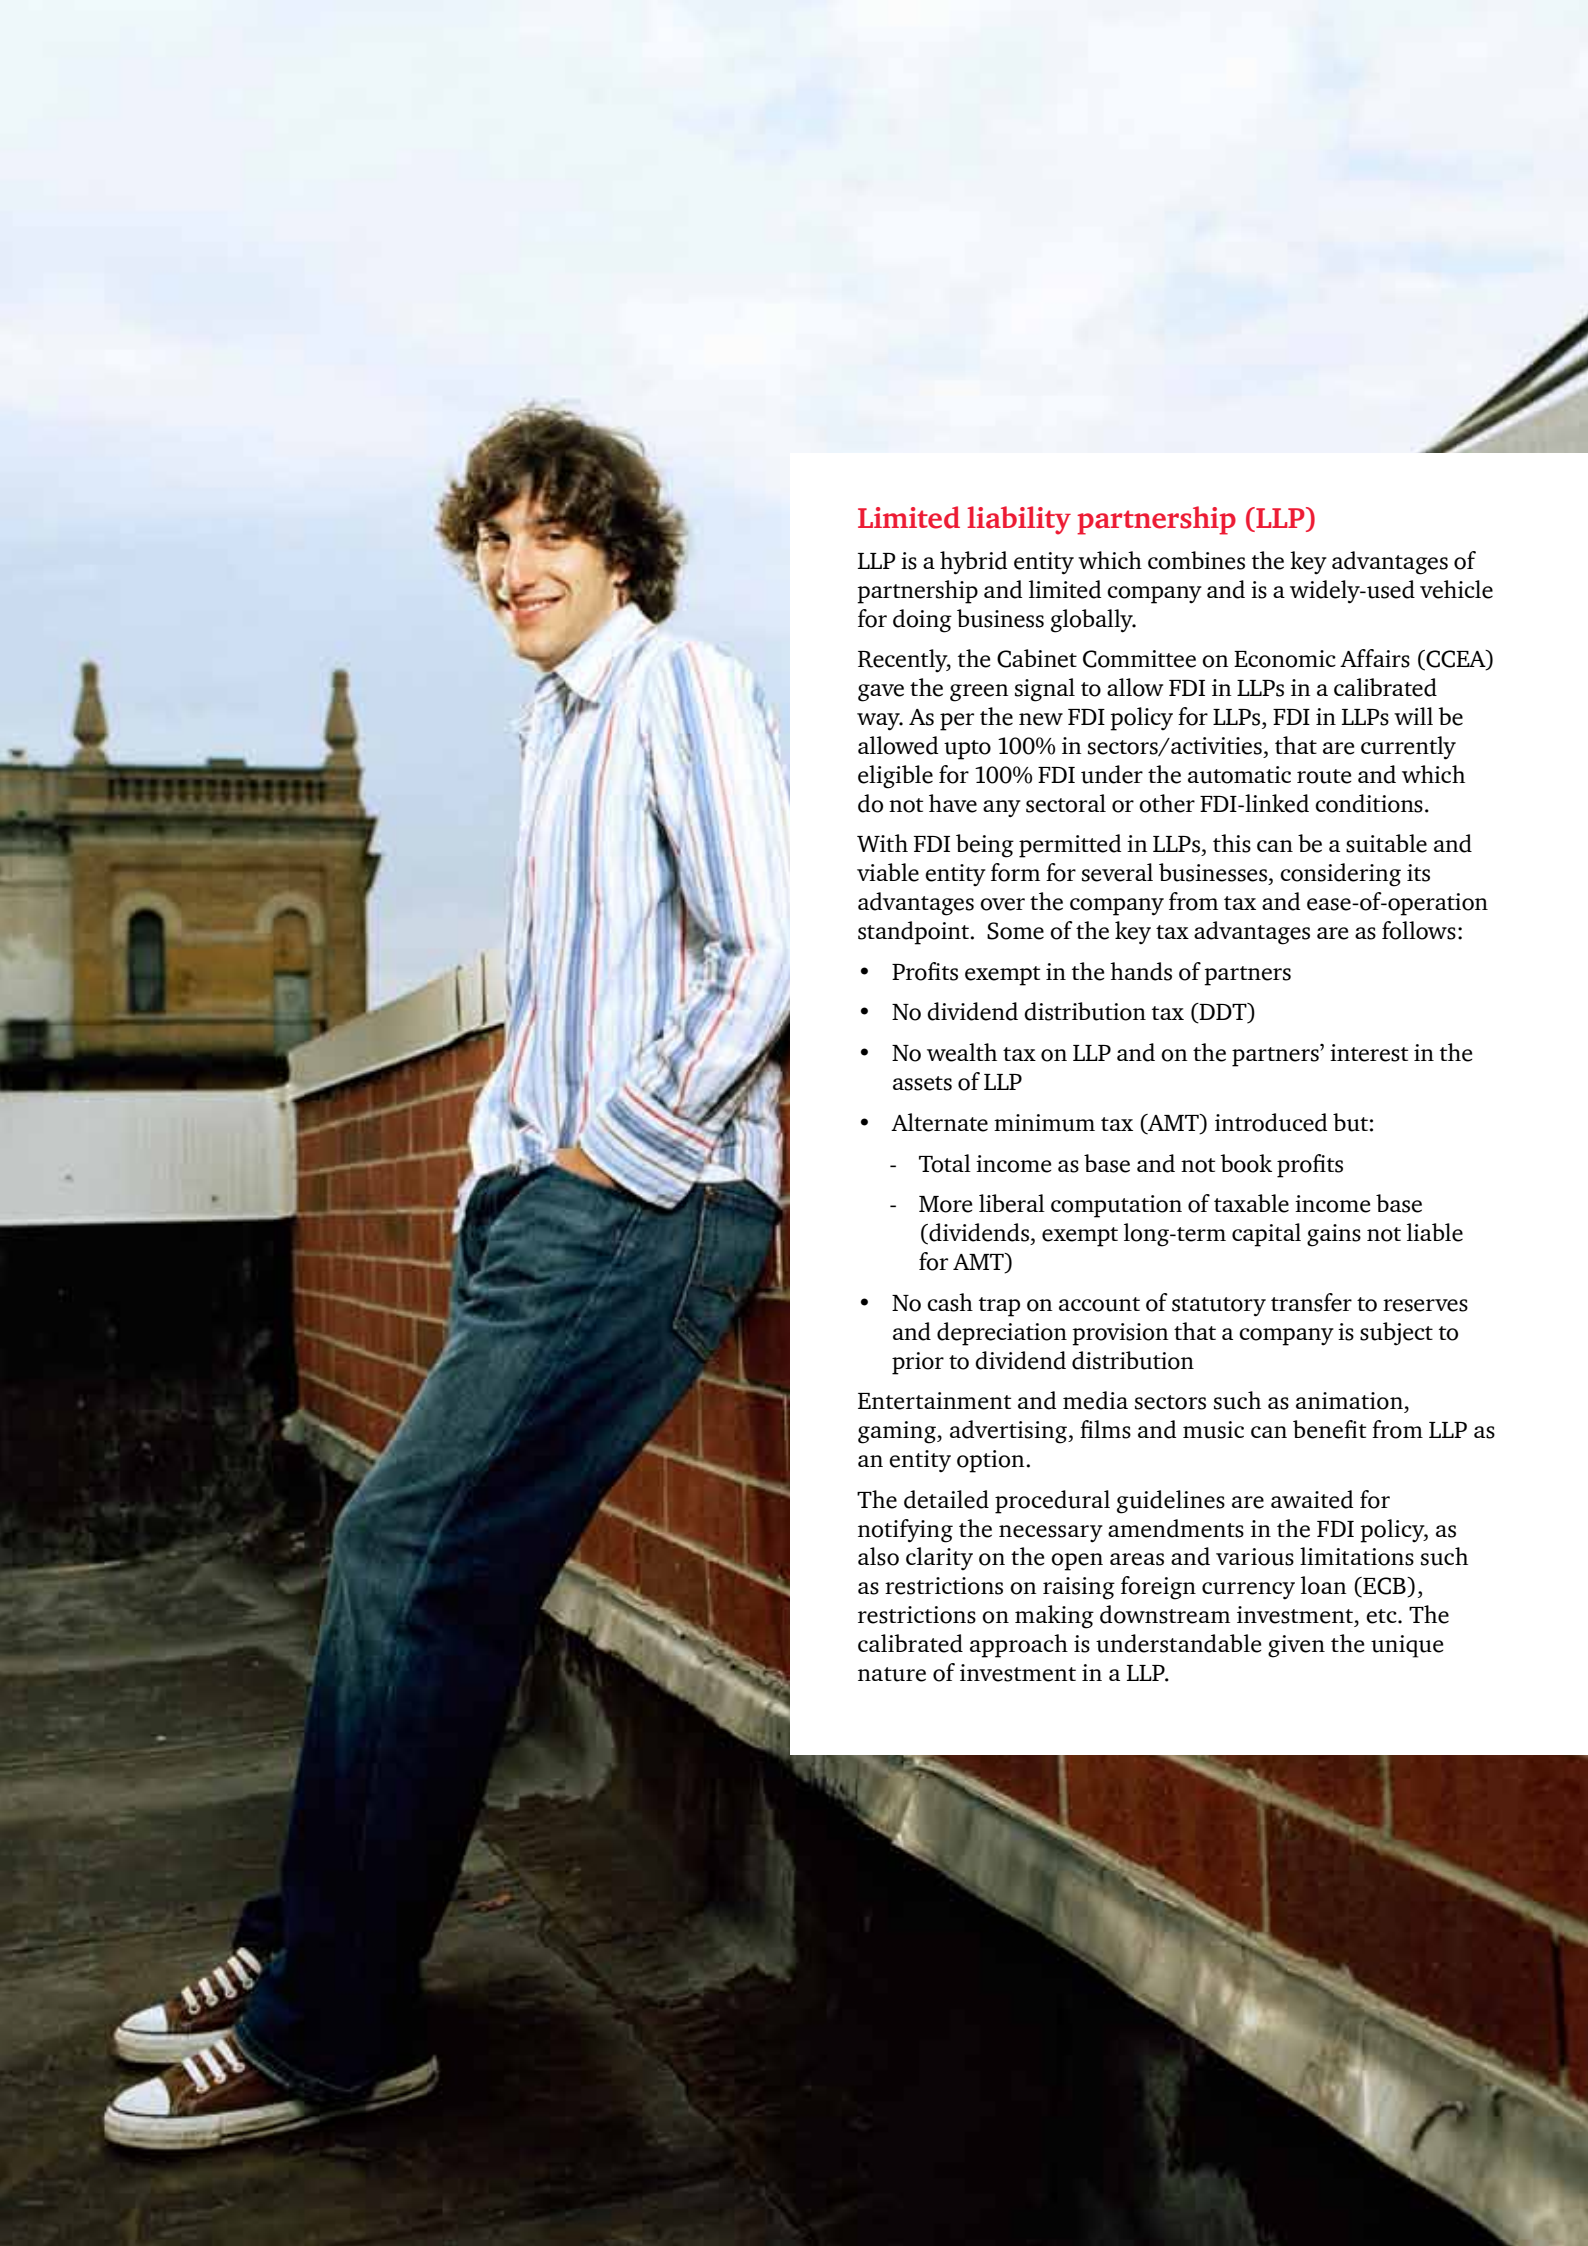 Limited liability partnership (LLP)
LLP is a hybrid entity which combines the key advantages of
partnership and limited company and is a widely-used vehicle
for doing business globally.
Recently, the Cabinet Committee on Economic Affairs (CCEA)
gave the green signal to allow FDI in LLPs in a calibrated
way. As per the new FDI policy for LLPs, FDI in LLPs will be
allowed upto 100% in sectors/activities, that are currently
eligible for 100% FDI under the automatic route and which
do not have any sectoral or other FDI-linked conditions.
With FDI being permitted in LLPs, this can be a suitable and
viable entity form for several businesses, considering its
advantages over the company from tax and ease-of-operation
standpoint.  Some of the key tax advantages are as follows:
• Profits exempt in the hands of partners
• No dividend distribution tax (DDT)
• No wealth tax on LLP and on the partners’ interest in the
assets of LLP
• Alternate minimum tax (AMT) introduced but:
- Total income as base and not book profits
- More liberal computation of taxable income base
(dividends, exempt long-term capital gains not liable
for AMT)
• No cash trap on account of statutory transfer to reserves
and depreciation provision that a company is subject to
prior to dividend distribution
Entertainment and media sectors such as animation,
gaming, advertising, films and music can benefit from LLP as
an entity option.
The detailed procedural guidelines are awaited for
notifying the necessary amendments in the FDI policy, as
also clarity on the open areas and various limitations such
as restrictions on raising foreign currency loan (ECB),
restrictions on making downstream investment, etc. The
calibrated approach is understandable given the unique
nature of investment in a LLP.